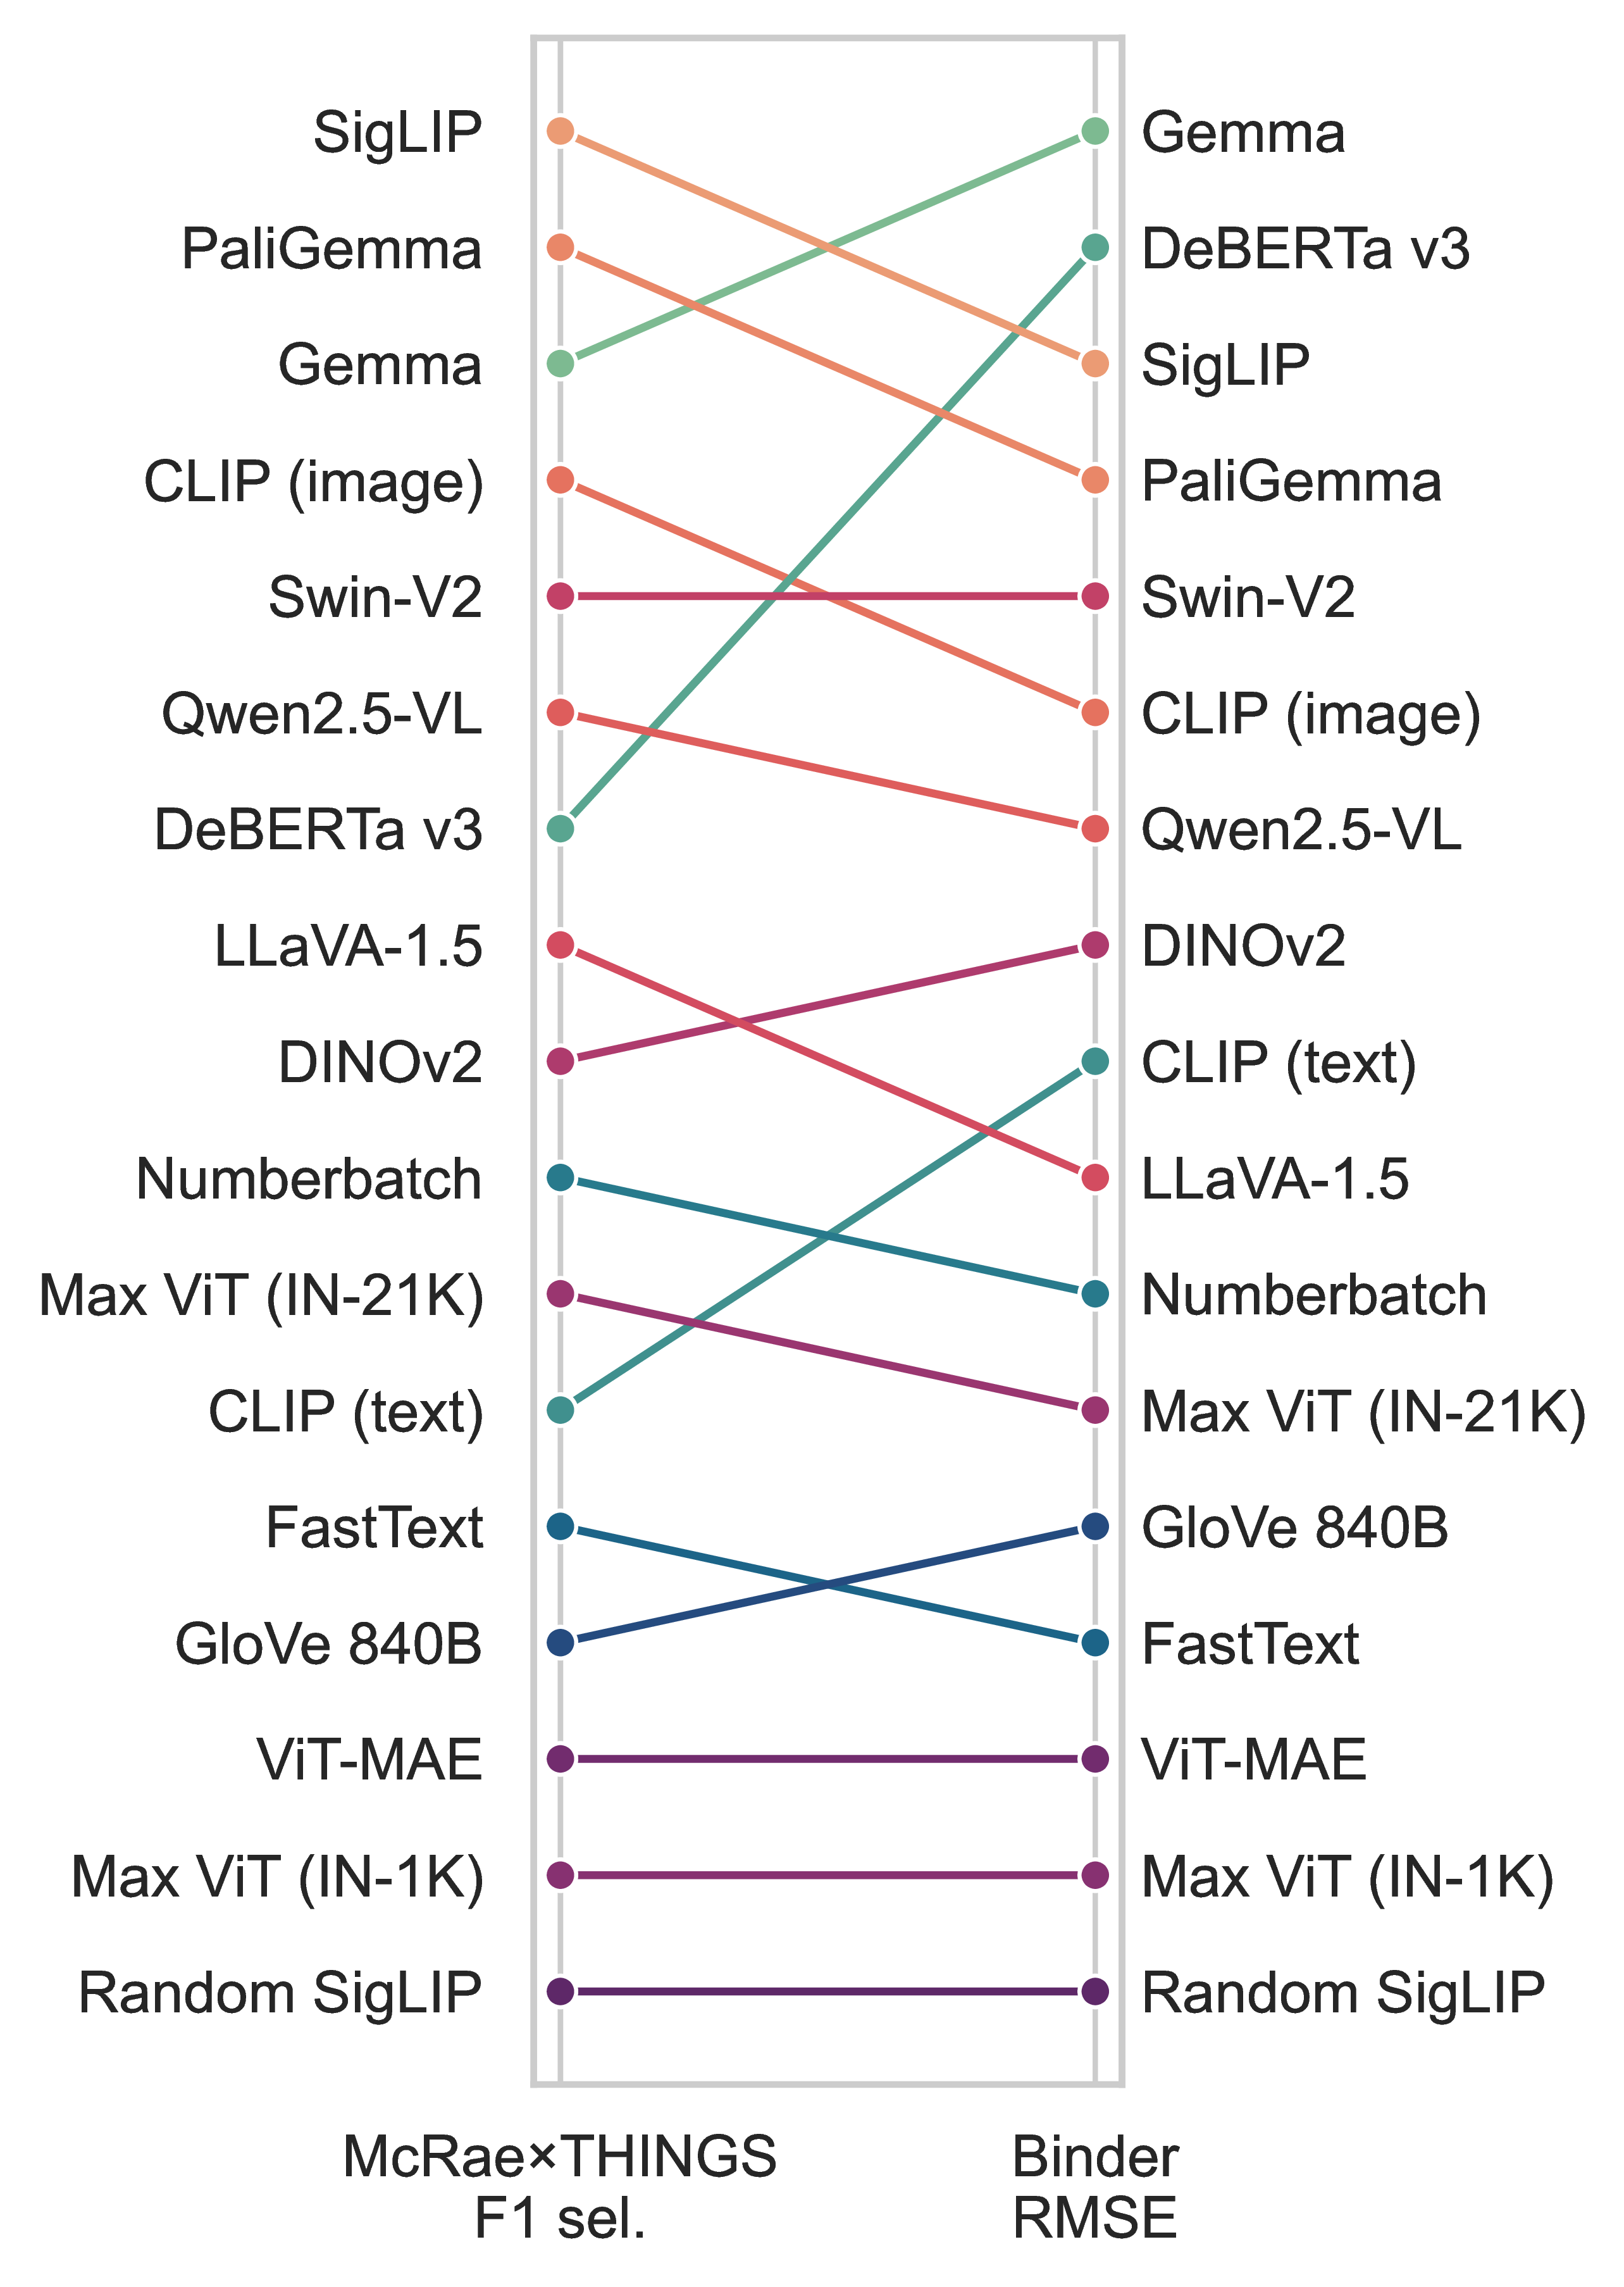 SigLIP
PaliGemma
Gemma
CLIP (image)
Swin-V2
Qwen2.5-VL
DeBERTa v3
LLaVA-1.5
DINOv2
Numberbatch
Max ViT (IN-21K)
CLIP (text)
FastText
GloVe 840B
ViT-MAE
Max ViT (IN-1K)
Random SigLIP
Gemma
DeBERTa v3
SigLIP
PaliGemma
Swin-V2
CLIP (image)
Qwen2.5-VL
DINOv2
CLIP (text)
LLaVA-1.5
Numberbatch
Max ViT (IN-21K)
GloVe 840B
FastText
ViT-MAE
Max ViT (IN-1K)
Random SigLIP
McRae×THINGS
F1 sel.
Binder
RMSE